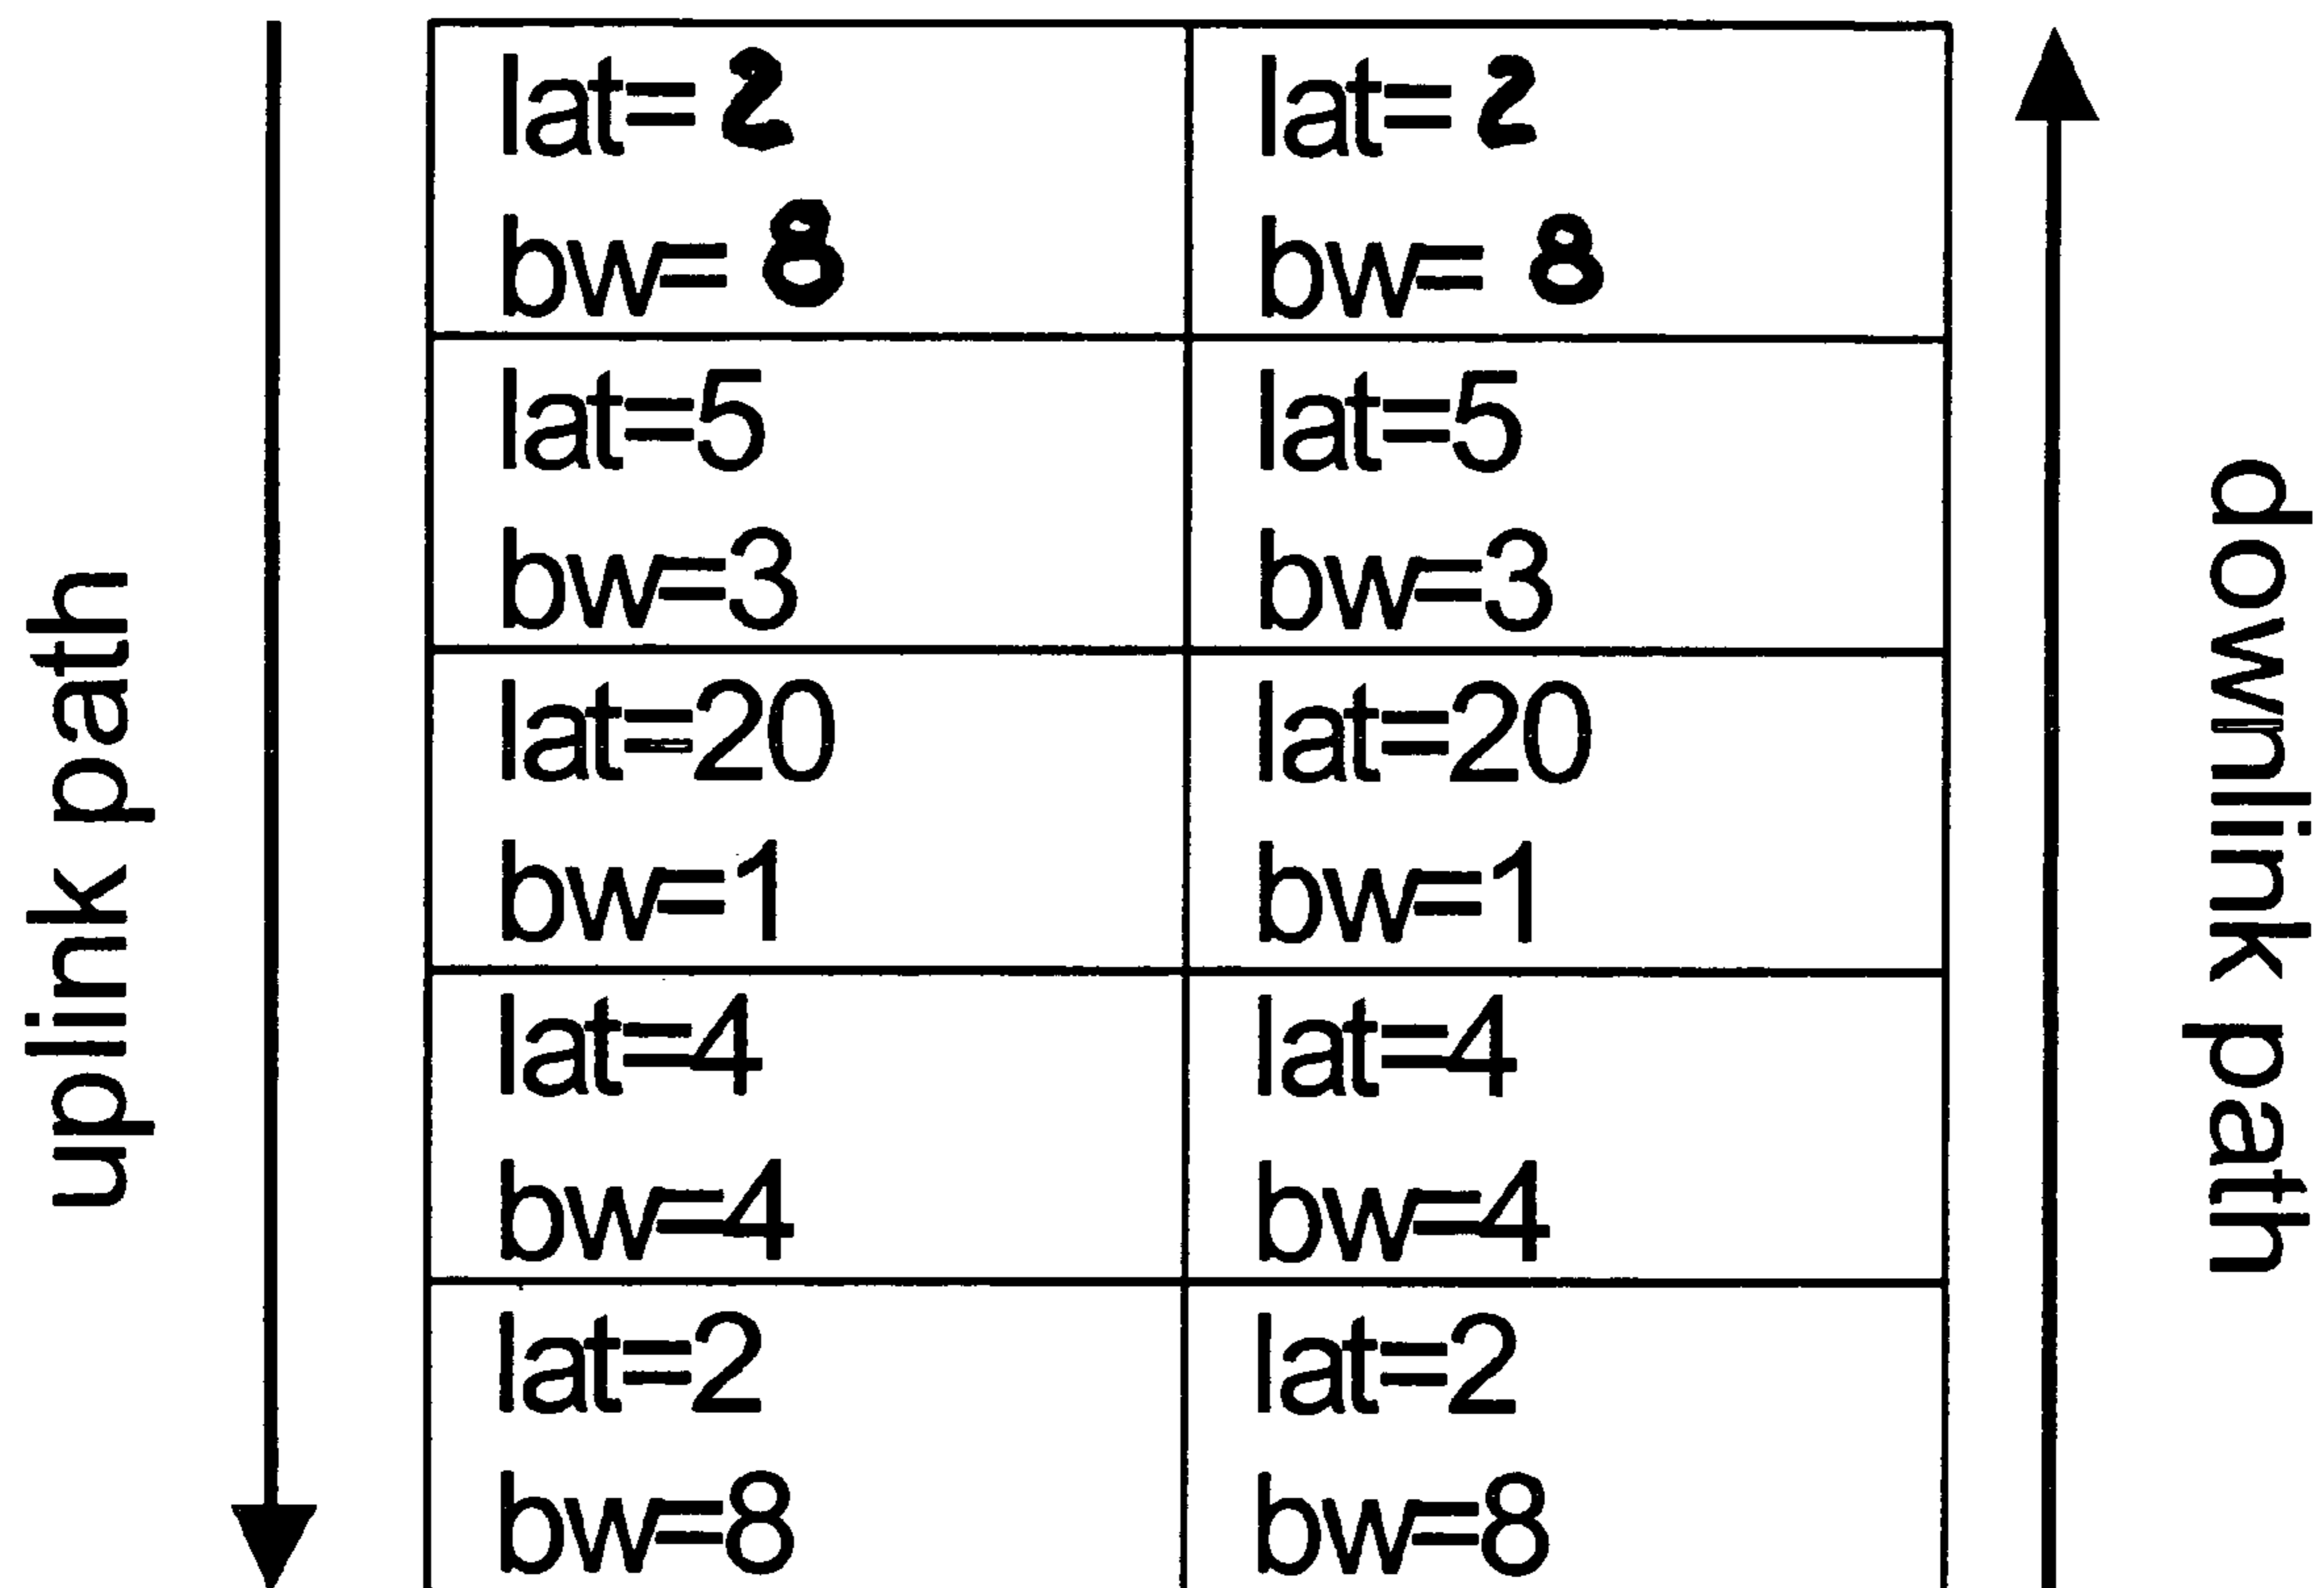 uplink path
lat= 2 lat= 2
bw= 8 bw= 8
lat=5 lat=5
bw=3 bw=3
lat=20 lat=20
bw=1 bw=1
lat=4 lat=4
bw=4 bw=4
lat=2 lat=2
bw=8 bw=8
downlink path